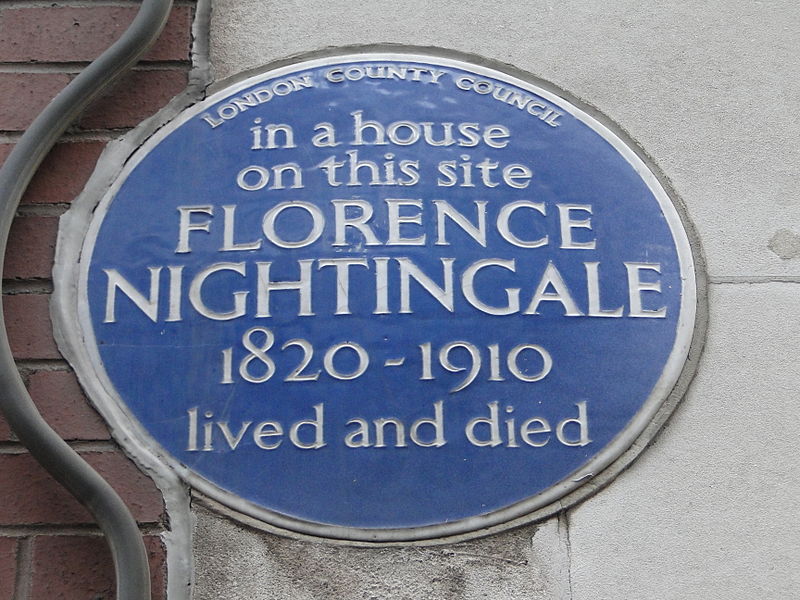 LONDON COUNTY COUNCIL
in a house
on this site
FLORENCE
NIGHTINGALE
1820 - 1910
lived and died